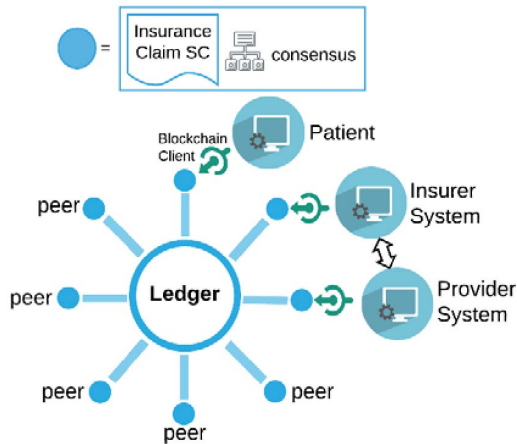 Insurance
Claim SC
=
consensus
Patient
Blockchain
Client
peer
Insurer
System
peer
Ledger
Provider
System
peer
peer
peer